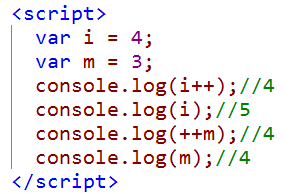 <script>
var i = 4;
var m = 3;
console.log(i++);//4
console.log(i);//5
console.log(++m);//4
console.log(m);//4
</script>